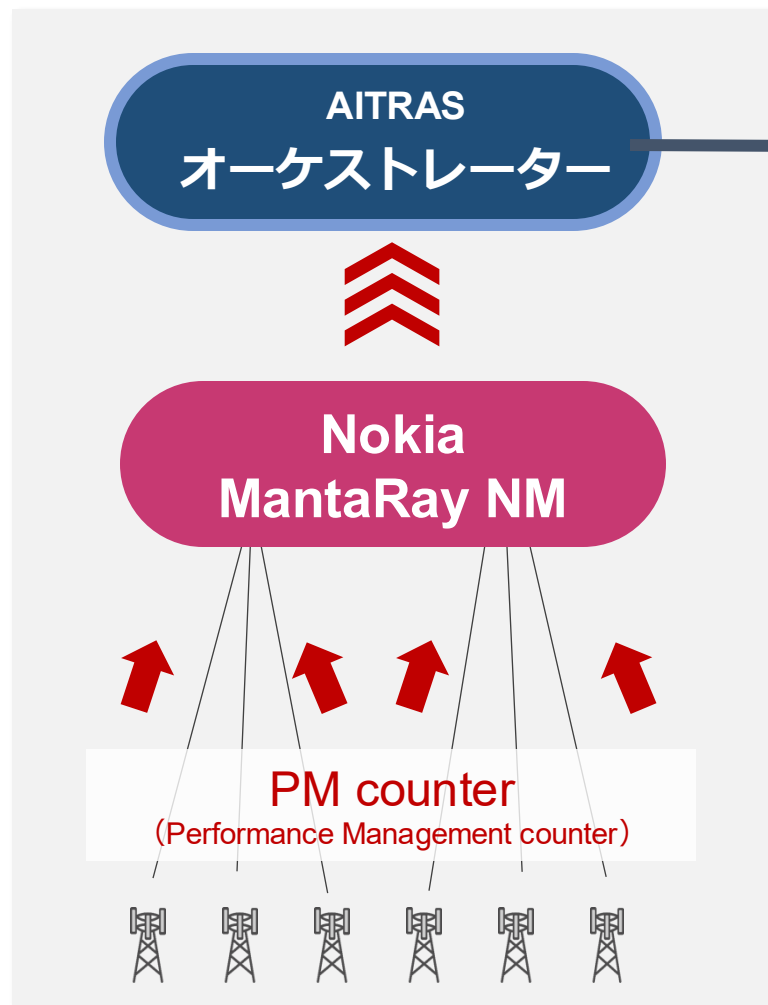 AITRAS
オーケストレーター
Nokia
MantaRay NM
PM counter
（Performance Management counter）